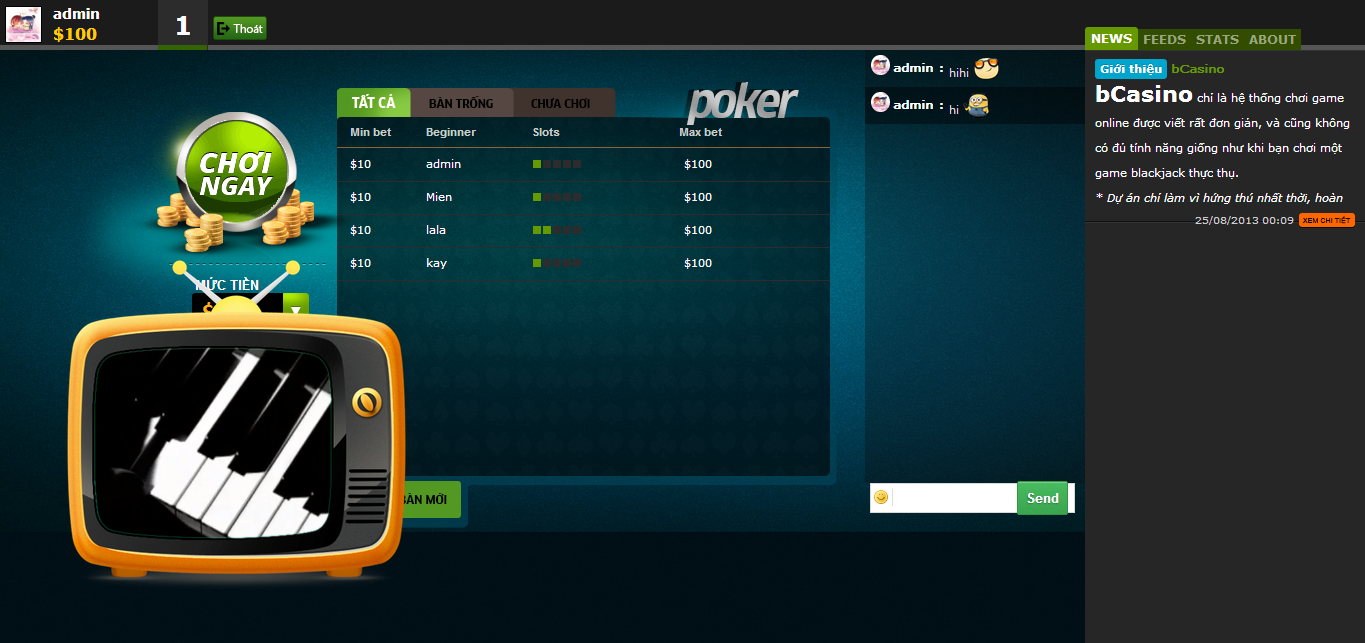 admin
$100
1
Thoát
NEWS FEEDS STATS ABOUT
CHƠI
NGAY
MỨC TIỀN
$
TẤT CẢ BÀN TRỐNG CHƯA CHƠI
poker
Min bet Beginner Slots Max bet
$10 admin $100
$10 Mien $100
$10 lala $100
$10 kay $100
BÀN MỚI
admin : hihi
admin : hi
Send
Giới thiệu bCasino
bCasino chỉ là hệ thống chơi game
online được viết rất đơn giản, và cũng không
có đủ tính năng giống như khi bạn chơi một
game blackjack thực thụ.
* Dự án chỉ làm vì hứng thú nhất thời, hoàn
25/08/2013 00:09 XEM CHI TIẾT